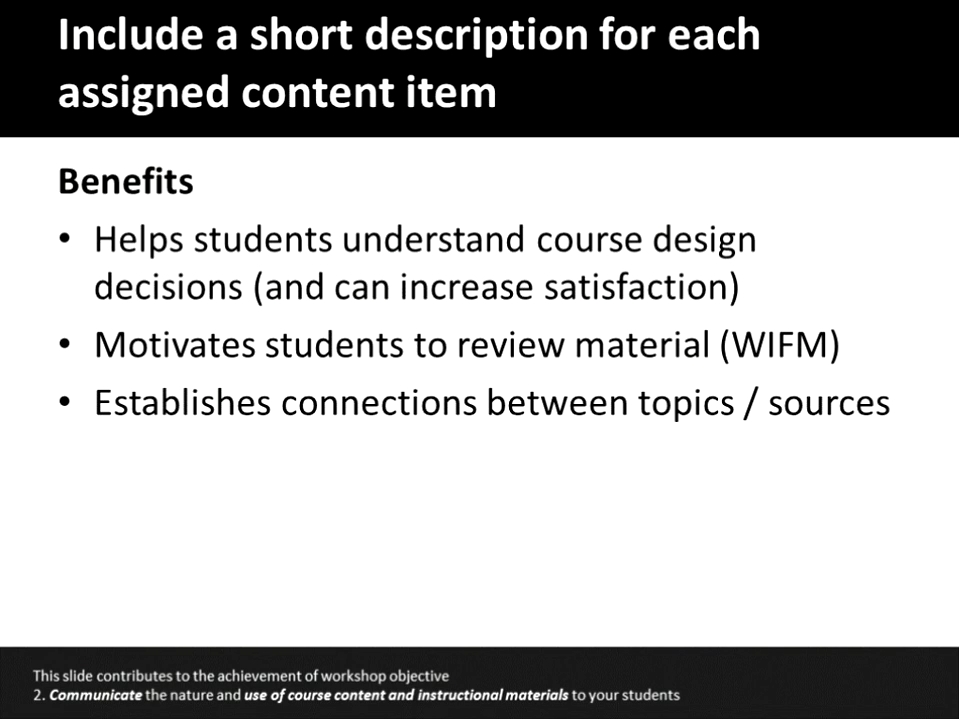 Include a short description for each
assigned content item
Benefits
• Helps students understand course design
decisions (and can increase satisfaction)
• Motivates students to review material (WIFM)
• Establishes connections between topics / sources
This slide contributes to the achievement of workshop objective
2. Communicate the nature and use of course content and instructional materials to your students